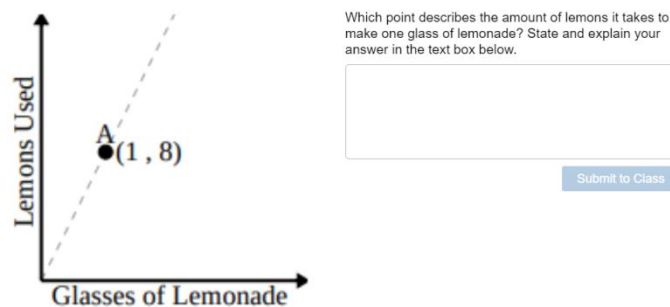 Which point describes the amount of lemons it takes to
make one glass of lemonade? State and explain your
answer in the text box below.
Lemons Used
A
(1 , 8)
Glasses of Lemonade
Submit to Class